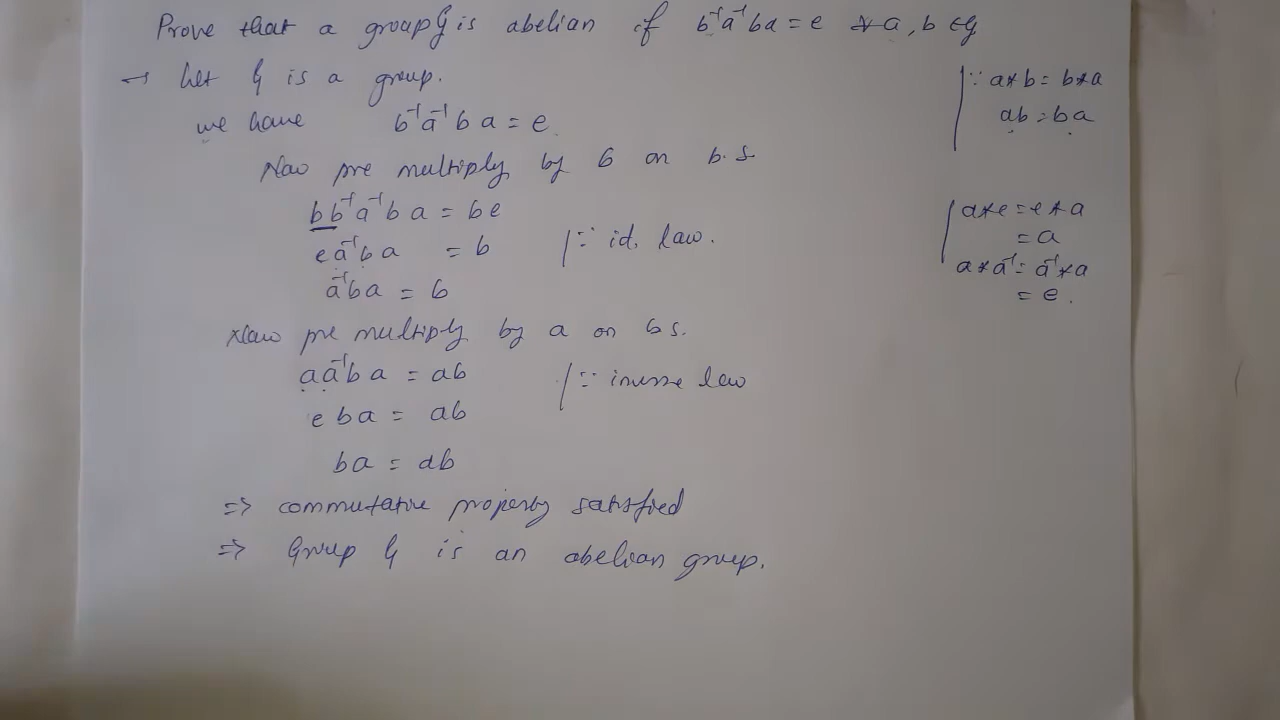 Prove that a group G is abelian if b⁻¹a⁻¹ba = e ∀ a, b ∈ G
→ Let G is a group.
∵ a*b = b*a
ab = ba
we have b⁻¹a⁻¹ba = e
Now pre multiply by b on b.s.
bb⁻¹a⁻¹ba = be
ea⁻¹ba = b | ∵ id. law.
a*e = e*a
= a
a*a⁻¹ = a⁻¹*a
= e.
a⁻¹ba = b
Now pre multiply by a on b s.
aa⁻¹ba = ab | ∵ inverse law
eba = ab
ba = ab
⇒ commutative property satisfied
⇒ Group G is an abelian group.